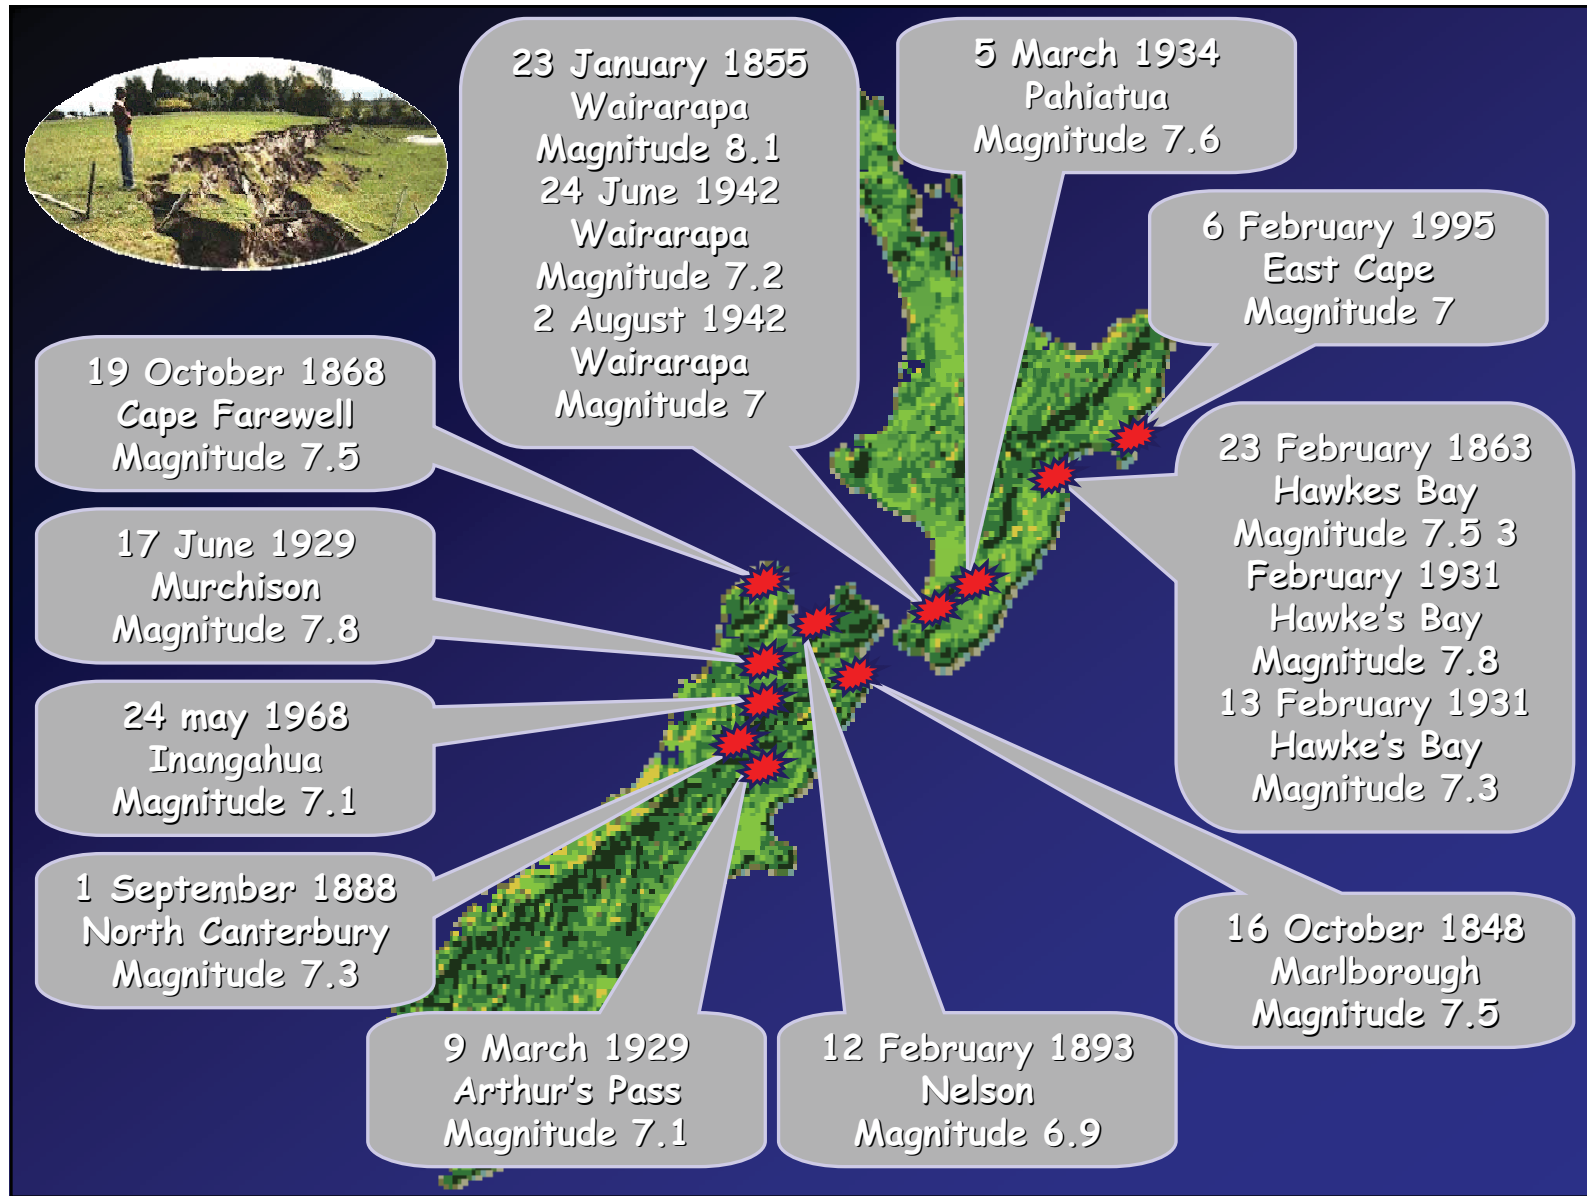 23 January 1855
Wairarapa
Magnitude 8.1
24 June 1942
Wairarapa
Magnitude 7.2
2 August 1942
Wairarapa
Magnitude 7
5 March 1934
Pahiatua
Magnitude 7.6
6 February 1995
East Cape
Magnitude 7
19 October 1868
Cape Farewell
Magnitude 7.5
23 February 1863
Hawkes Bay
Magnitude 7.5 3
February 1931
Hawke's Bay
Magnitude 7.8
13 February 1931
Hawke's Bay
Magnitude 7.3
17 June 1929
Murchison
Magnitude 7.8
24 may 1968
Inangahua
Magnitude 7.1
1 September 1888
North Canterbury
Magnitude 7.3
16 October 1848
Marlborough
Magnitude 7.5
9 March 1929
Arthur's Pass
Magnitude 7.1
12 February 1893
Nelson
Magnitude 6.9